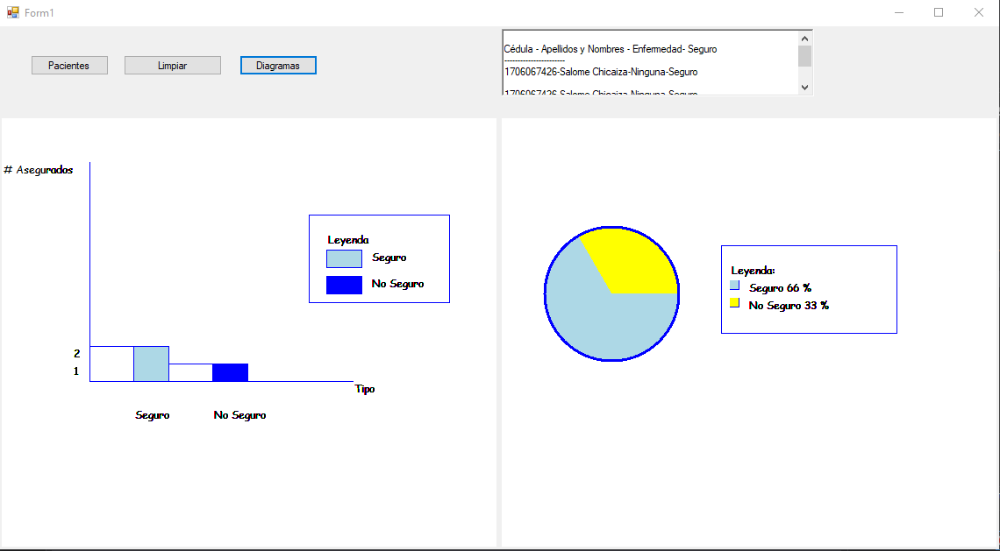 Form1
Pacientes
Limpiar
Diagramas
Cédula - Apellidos y Nombres - Enfermedad- Seguro
-----------------------
1706067426-Salome Chicaiza-Ninguna-Seguro
1706067426-Salome Chicaiza-Ninguna-Seguro
# Asegurados
Leyenda
Seguro
No Seguro
2
1
Tipo
Seguro
No Seguro
Leyenda:
Seguro 66 %
No Seguro 33 %